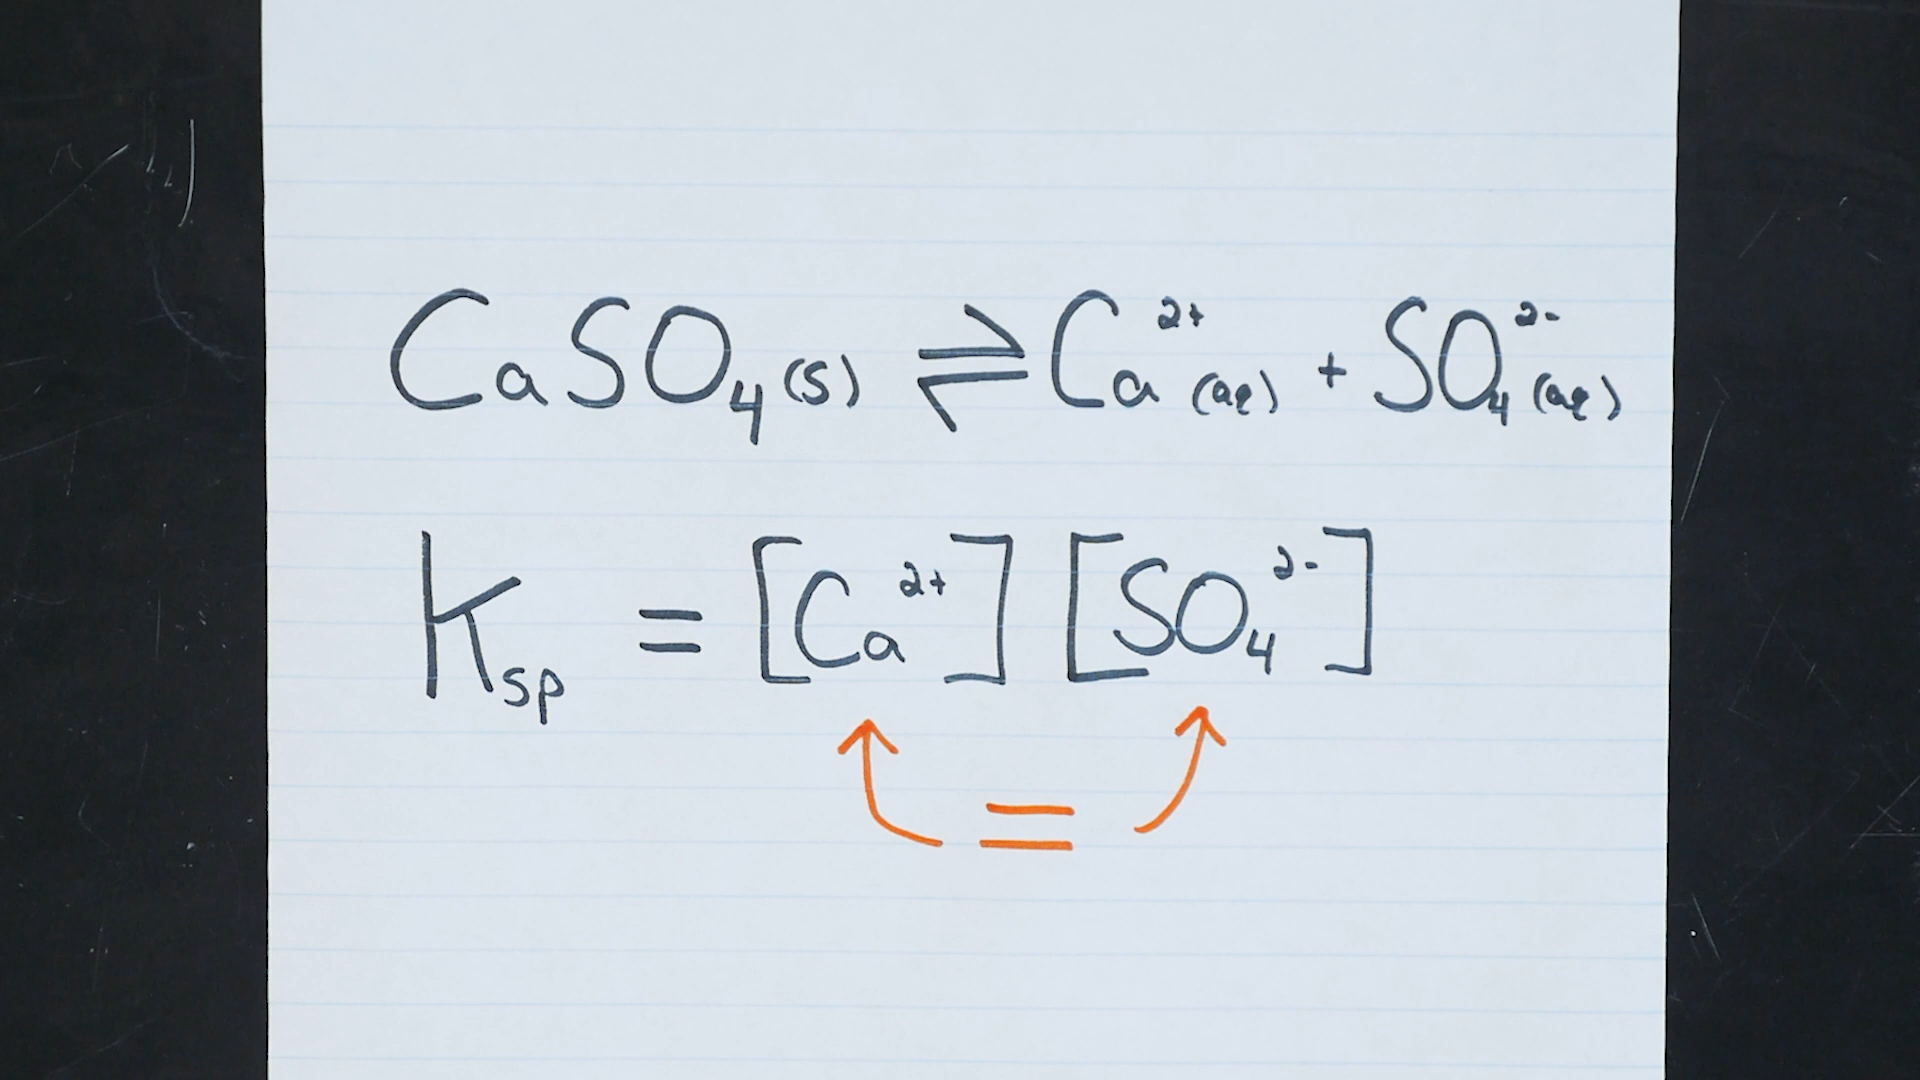 CaSO₄(s) ⇌ Ca²⁺(aq) + SO₄²⁻(aq)
Ksp = [Ca²⁺] [SO₄²⁻]
=